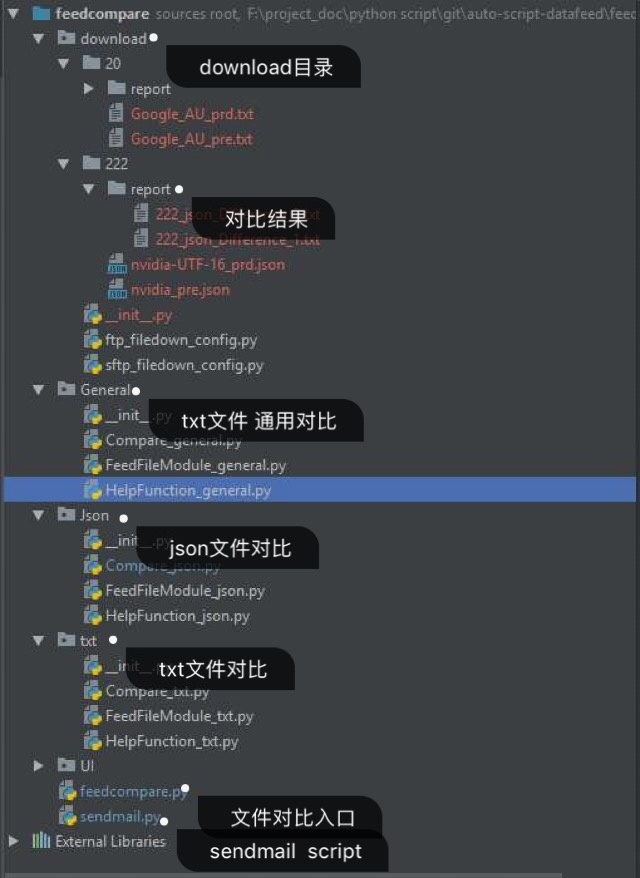 feedcompare sources root, F:\project_doc\python script\git\auto-script-datafeed\feedc
download
download目录
20
report
Google_AU_prd.txt
Google_AU_pre.txt
222
report
对比结果
222_js
222_json_Difference_1.txt
nvidia-UTF-16_prd.json
nvidia_pre.json
__init__.py
ftp_filedown_config.py
sftp_filedown_config.py
General
__init__.py
txt文件 通用对比
Compare_general.py
FeedFileModule_general.py
HelpFunction_general.py
Json
__init__.py
json文件对比
Compare_json.py
FeedFileModule_json.py
HelpFunction_json.py
txt
__init__.py
txt文件对比
Compare_txt.py
FeedFileModule_txt.py
HelpFunction_txt.py
UI
feedcompare.py
文件对比入口
sendmail.py
External Libraries
sendmail script